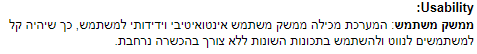 Usability:
ממשק משתמש: המערכת מכילה ממשק משתמש אינטואיטיבי וידידותי למשתמש, כך שיהיה קל
למשתמשים לנווט ולהשתמש בתכונות השונות ללא צורך בהכשרה נרחבת.